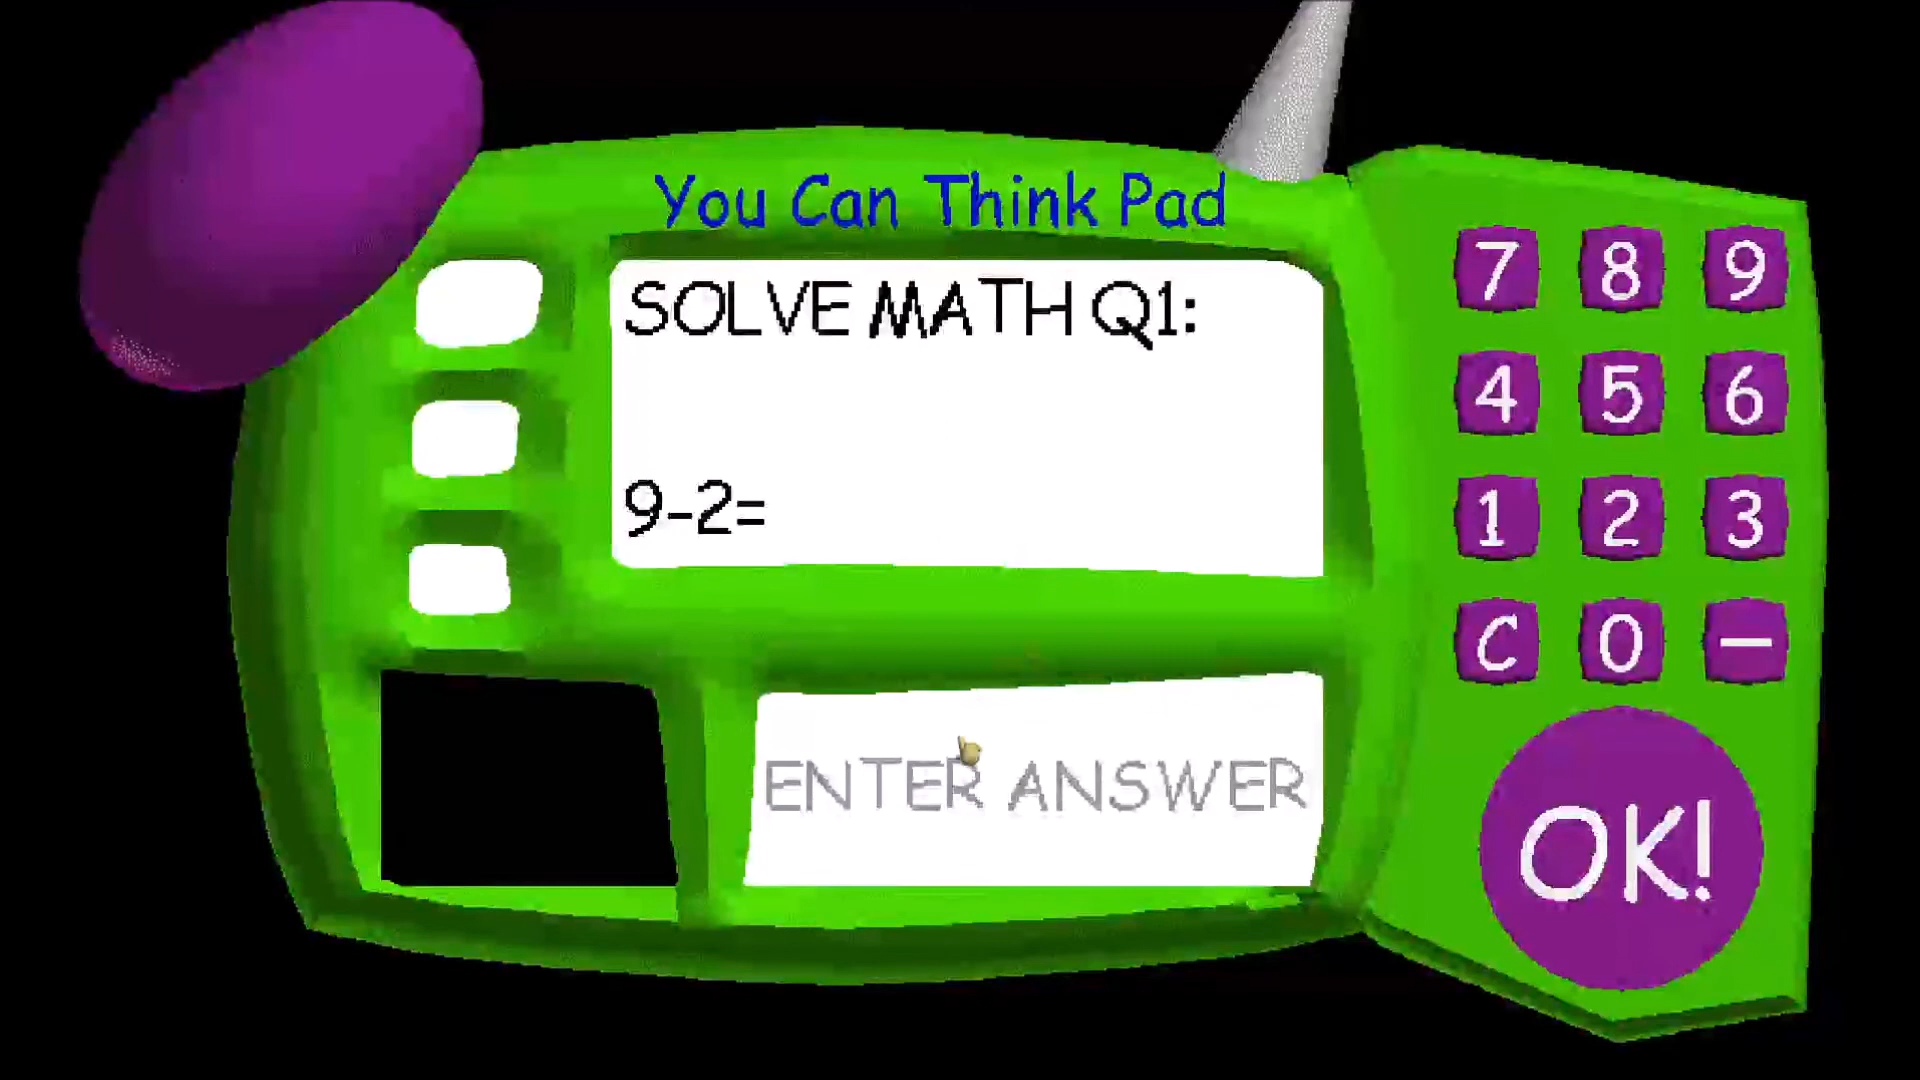 You Can Think Pad
SOLVE MATH Q1:
9-2=
ENTER ANSWER
7 8 9
4 5 6
1 2 3
C 0 −
OK!